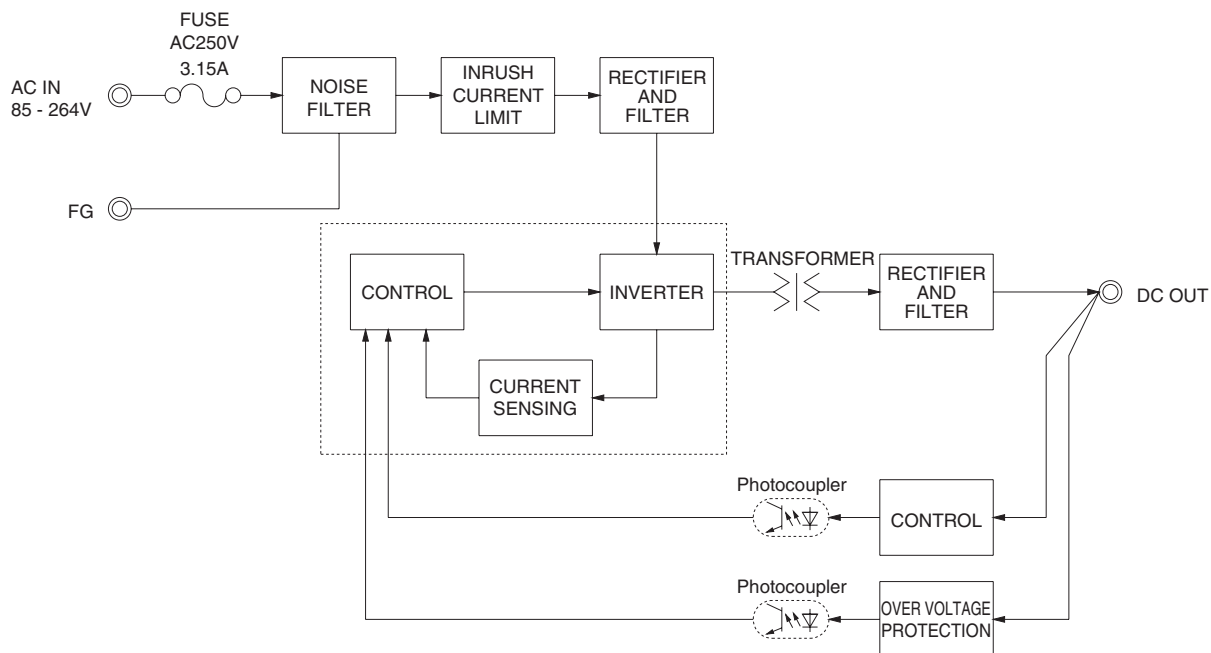 FUSE
AC250V
3.15A
AC IN
85 - 264V
NOISE
FILTER
INRUSH
CURRENT
LIMIT
RECTIFIER
AND
FILTER
FG
CONTROL
INVERTER
TRANSFORMER
RECTIFIER
AND
FILTER
DC OUT
CURRENT
SENSING
Photocoupler
CONTROL
Photocoupler
OVER VOLTAGE
PROTECTION